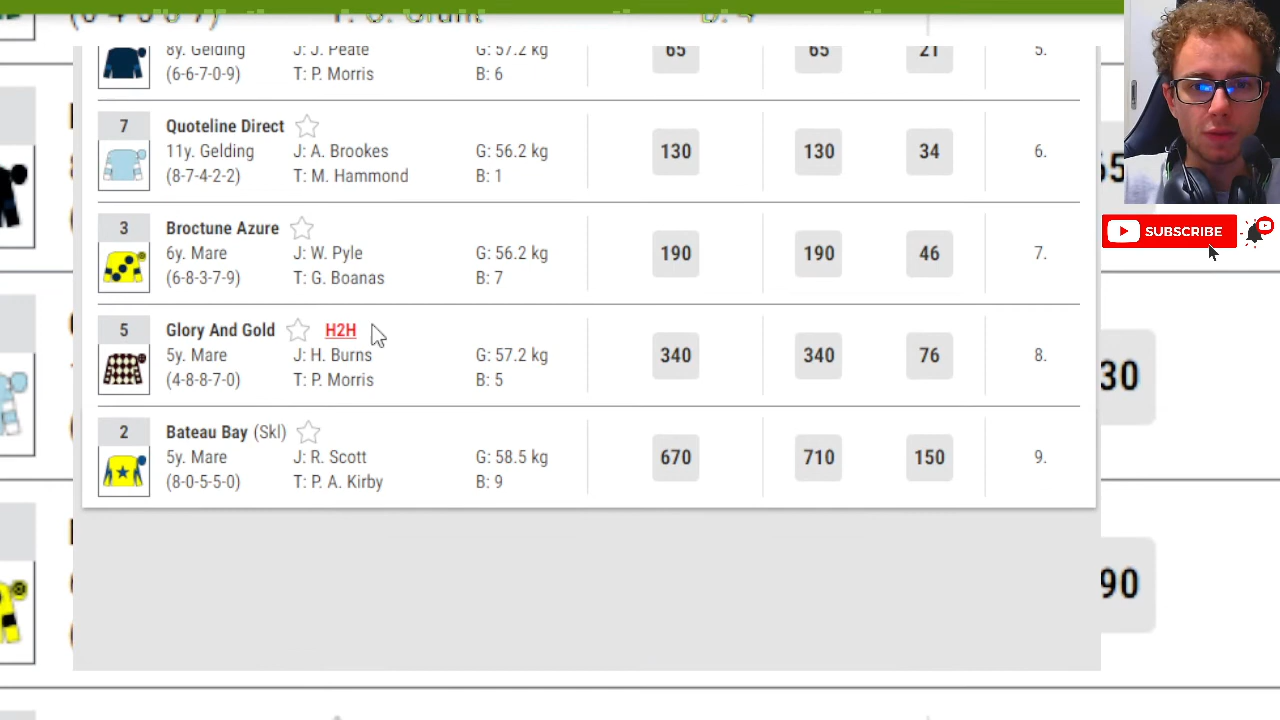 8y. Gelding J: J. Peate G: 57.2 kg 65 65 21 5.
(6-6-7-0-9) T: P. Morris B: 6
7 Quoteline Direct
11y. Gelding J: A. Brookes G: 56.2 kg 130 130 34 6.
(8-7-4-2-2) T: M. Hammond B: 1
3 Broctune Azure
6y. Mare J: W. Pyle G: 56.2 kg 190 190 46 7.
(6-8-3-7-9) T: G. Boanas B: 7
5 Glory And Gold H2H
5y. Mare J: H. Burns G: 57.2 kg 340 340 76 8.
(4-8-8-7-0) T: P. Morris B: 5
2 Bateau Bay (Skl)
5y. Mare J: R. Scott G: 58.5 kg 670 710 150 9.
(8-0-5-5-0) T: P. A. Kirby B: 9
SUBSCRIBE
30
90